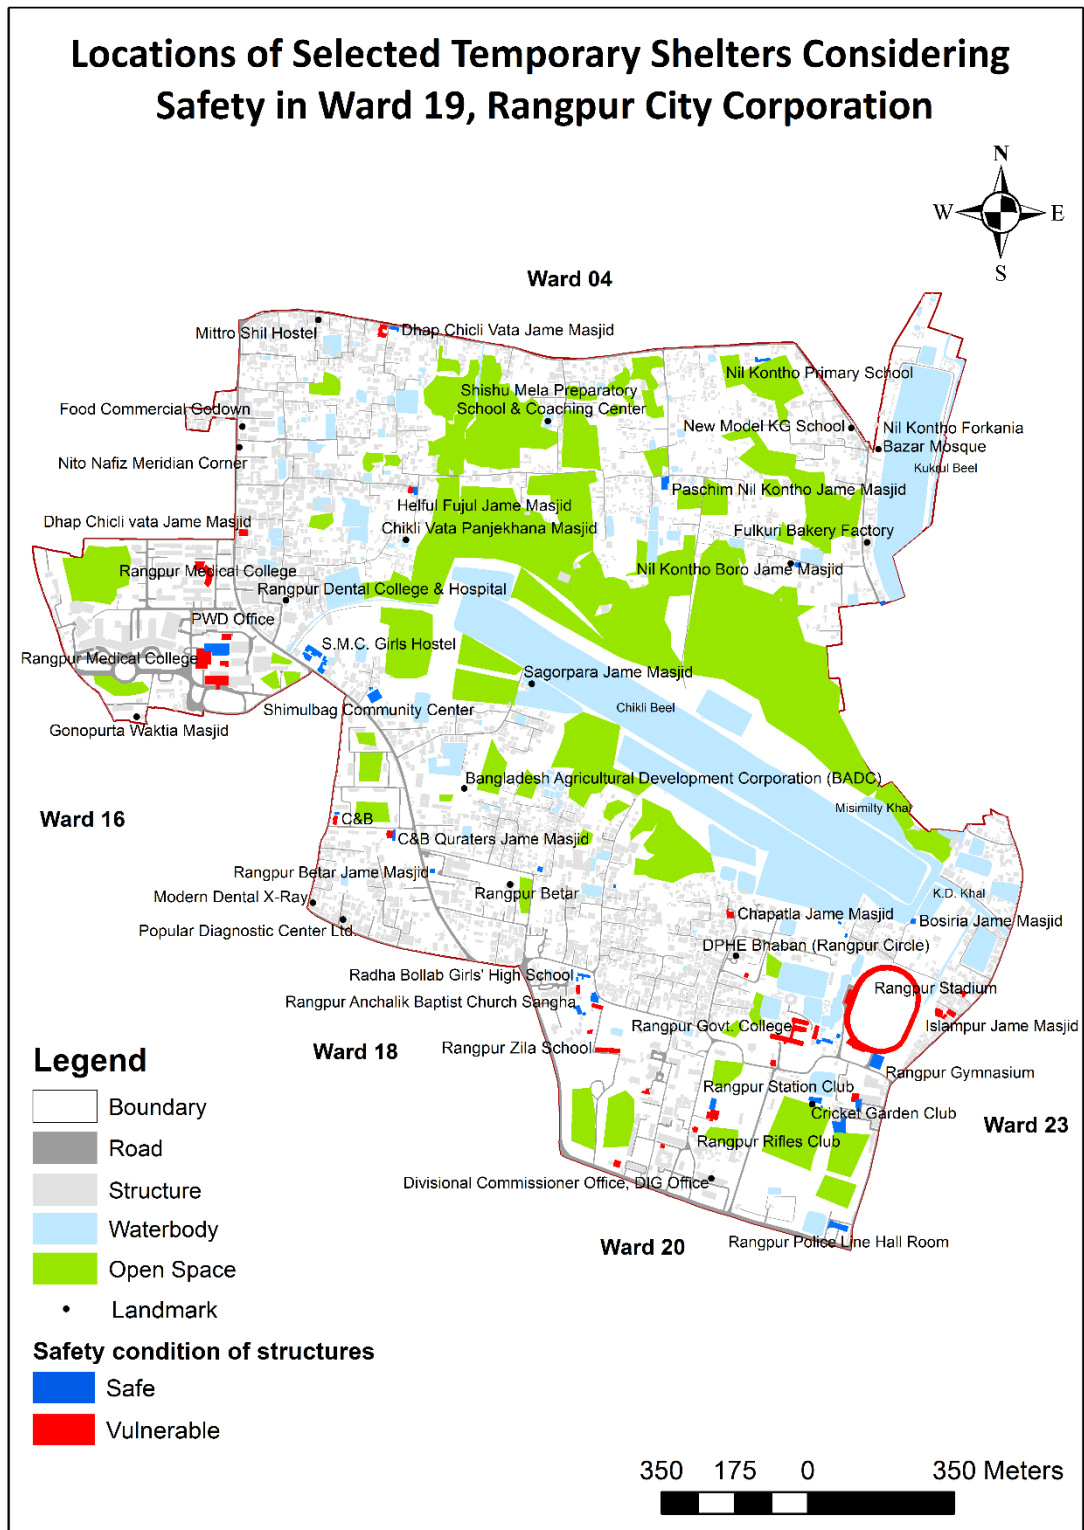 Locations of Selected Temporary Shelters Considering
Safety in Ward 19, Rangpur City Corporation
N
W
E
S
Ward 04
Mittro Shil Hostel
Dhap Chicli Vata Jame Masjid
Nil Kontho Primary School
Shishu Mela Preparatory
School & Coaching Center
Food Commercial Godown
New Model KG School
Nil Kontho Forkania
Bazar Mosque
Nito Nafiz Meridian Corner
Kukrul Beel
Paschim Nil Kontho Jame Masjid
Helful Fujul Jame Masjid
Dhap Chicli vata Jame Masjid
Chikli Vata Panjekhana Masjid
Fulkuri Bakery Factory
Rangpur Medical College
Nil Kontho Boro Jame Masjid
Rangpur Dental College & Hospital
PWD Office
S.M.C. Girls Hostel
Rangpur Medical College
Sagorpara Jame Masjid
Shimulbag Community Center
Chikli Beel
Gonopurta Waktia Masjid
Bangladesh Agricultural Development Corporation (BADC)
Misimilty Kha
Ward 16
C&B
C&B Quraters Jame Masjid
Rangpur Betar Jame Masjid
Rangpur Betar
K.D. Khal
Modern Dental X-Ray
Chapatla Jame Masjid
Bosiria Jame Masjid
Popular Diagnostic Center Ltd.
DPHE Bhaban (Rangpur Circle)
Radha Bollab Girls' High School
Rangpur Stadium
Rangpur Anchalik Baptist Church Sangha
Rangpur Govt. College
Islampur Jame Masjid
Ward 18
Rangpur Zila School
Rangpur Gymnasium
Rangpur Station Club
Cricket Garden Club
Ward 23
Rangpur Rifles Club
Divisional Commissioner Office, DIG Office
Ward 20
Rangpur Police Line Hall Room
Legend
Boundary
Road
Structure
Waterbody
Open Space
Landmark
Safety condition of structures
Safe
Vulnerable
350 175 0 350 Meters